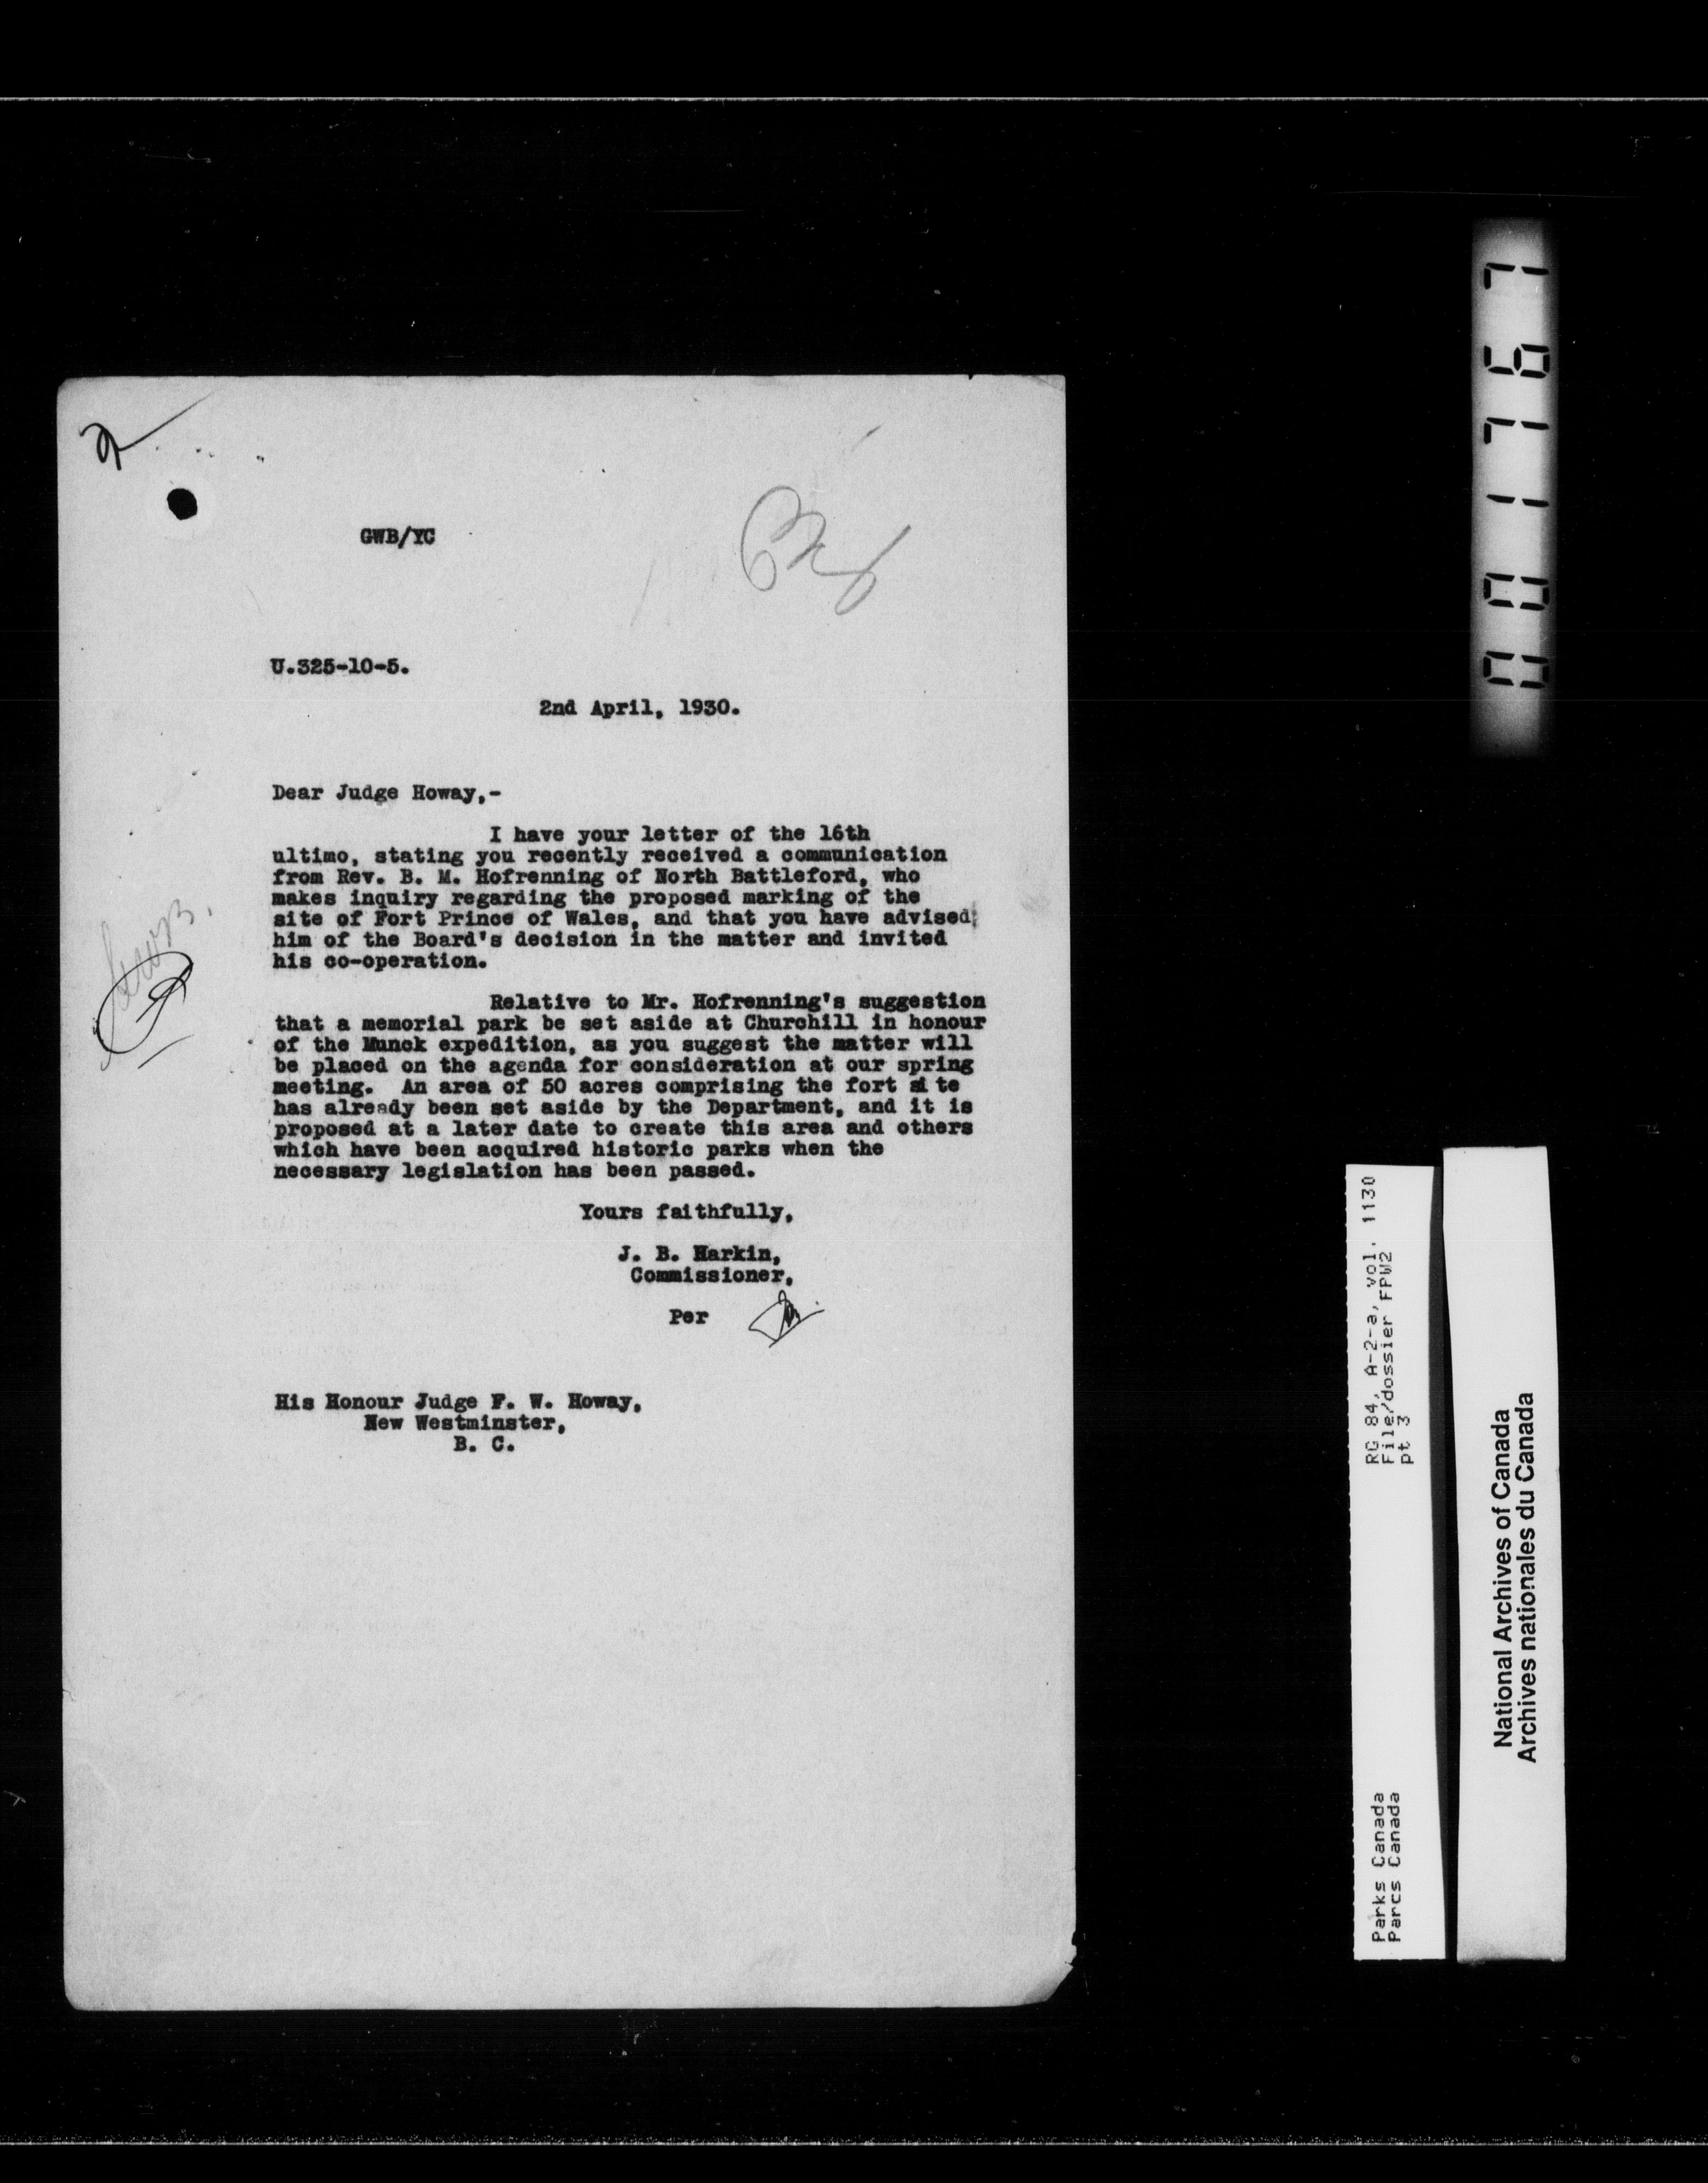 GWB/YC
U.325-10-5.
2nd April, 1930.
Dear Judge Howay,-
I have your letter of the 16th
ultimo, stating you recently received a communication
from Rev. B. M. Hofrenning of North Battleford, who
makes inquiry regarding the proposed marking of the
site of Fort Prince of Wales, and that you have advised
him of the Board's decision in the matter and invited
his co-operation.
Relative to Mr. Hofrenning's suggestion
that a memorial park be set aside at Churchill in honour
of the Munck expedition, as you suggest the matter will
be placed on the agenda for consideration at our spring
meeting. An area of 50 acres comprising the fort si te
has already been set aside by the Department, and it is
proposed at a later date to create this area and others
which have been acquired historic parks when the
necessary legislation has been passed.
Yours faithfully,
J. B. Harkin,
Commissioner,
Per
His Honour Judge F. W. Howay,
New Westminster,
B. C.
001767
RG 84, A-2-a, vol. 1130
File/dossier FPW2
pt 3
Parks Canada
Parcs Canada
National Archives of Canada
Archives nationales du Canada